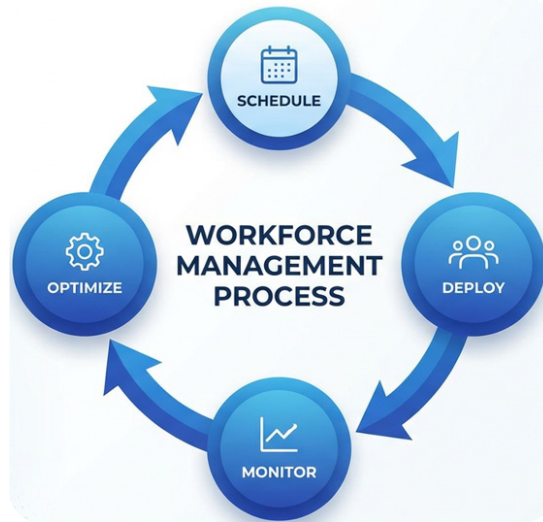 SCHEDULE
WORKFORCE
MANAGEMENT
PROCESS
OPTIMIZE
DEPLOY
MONITOR